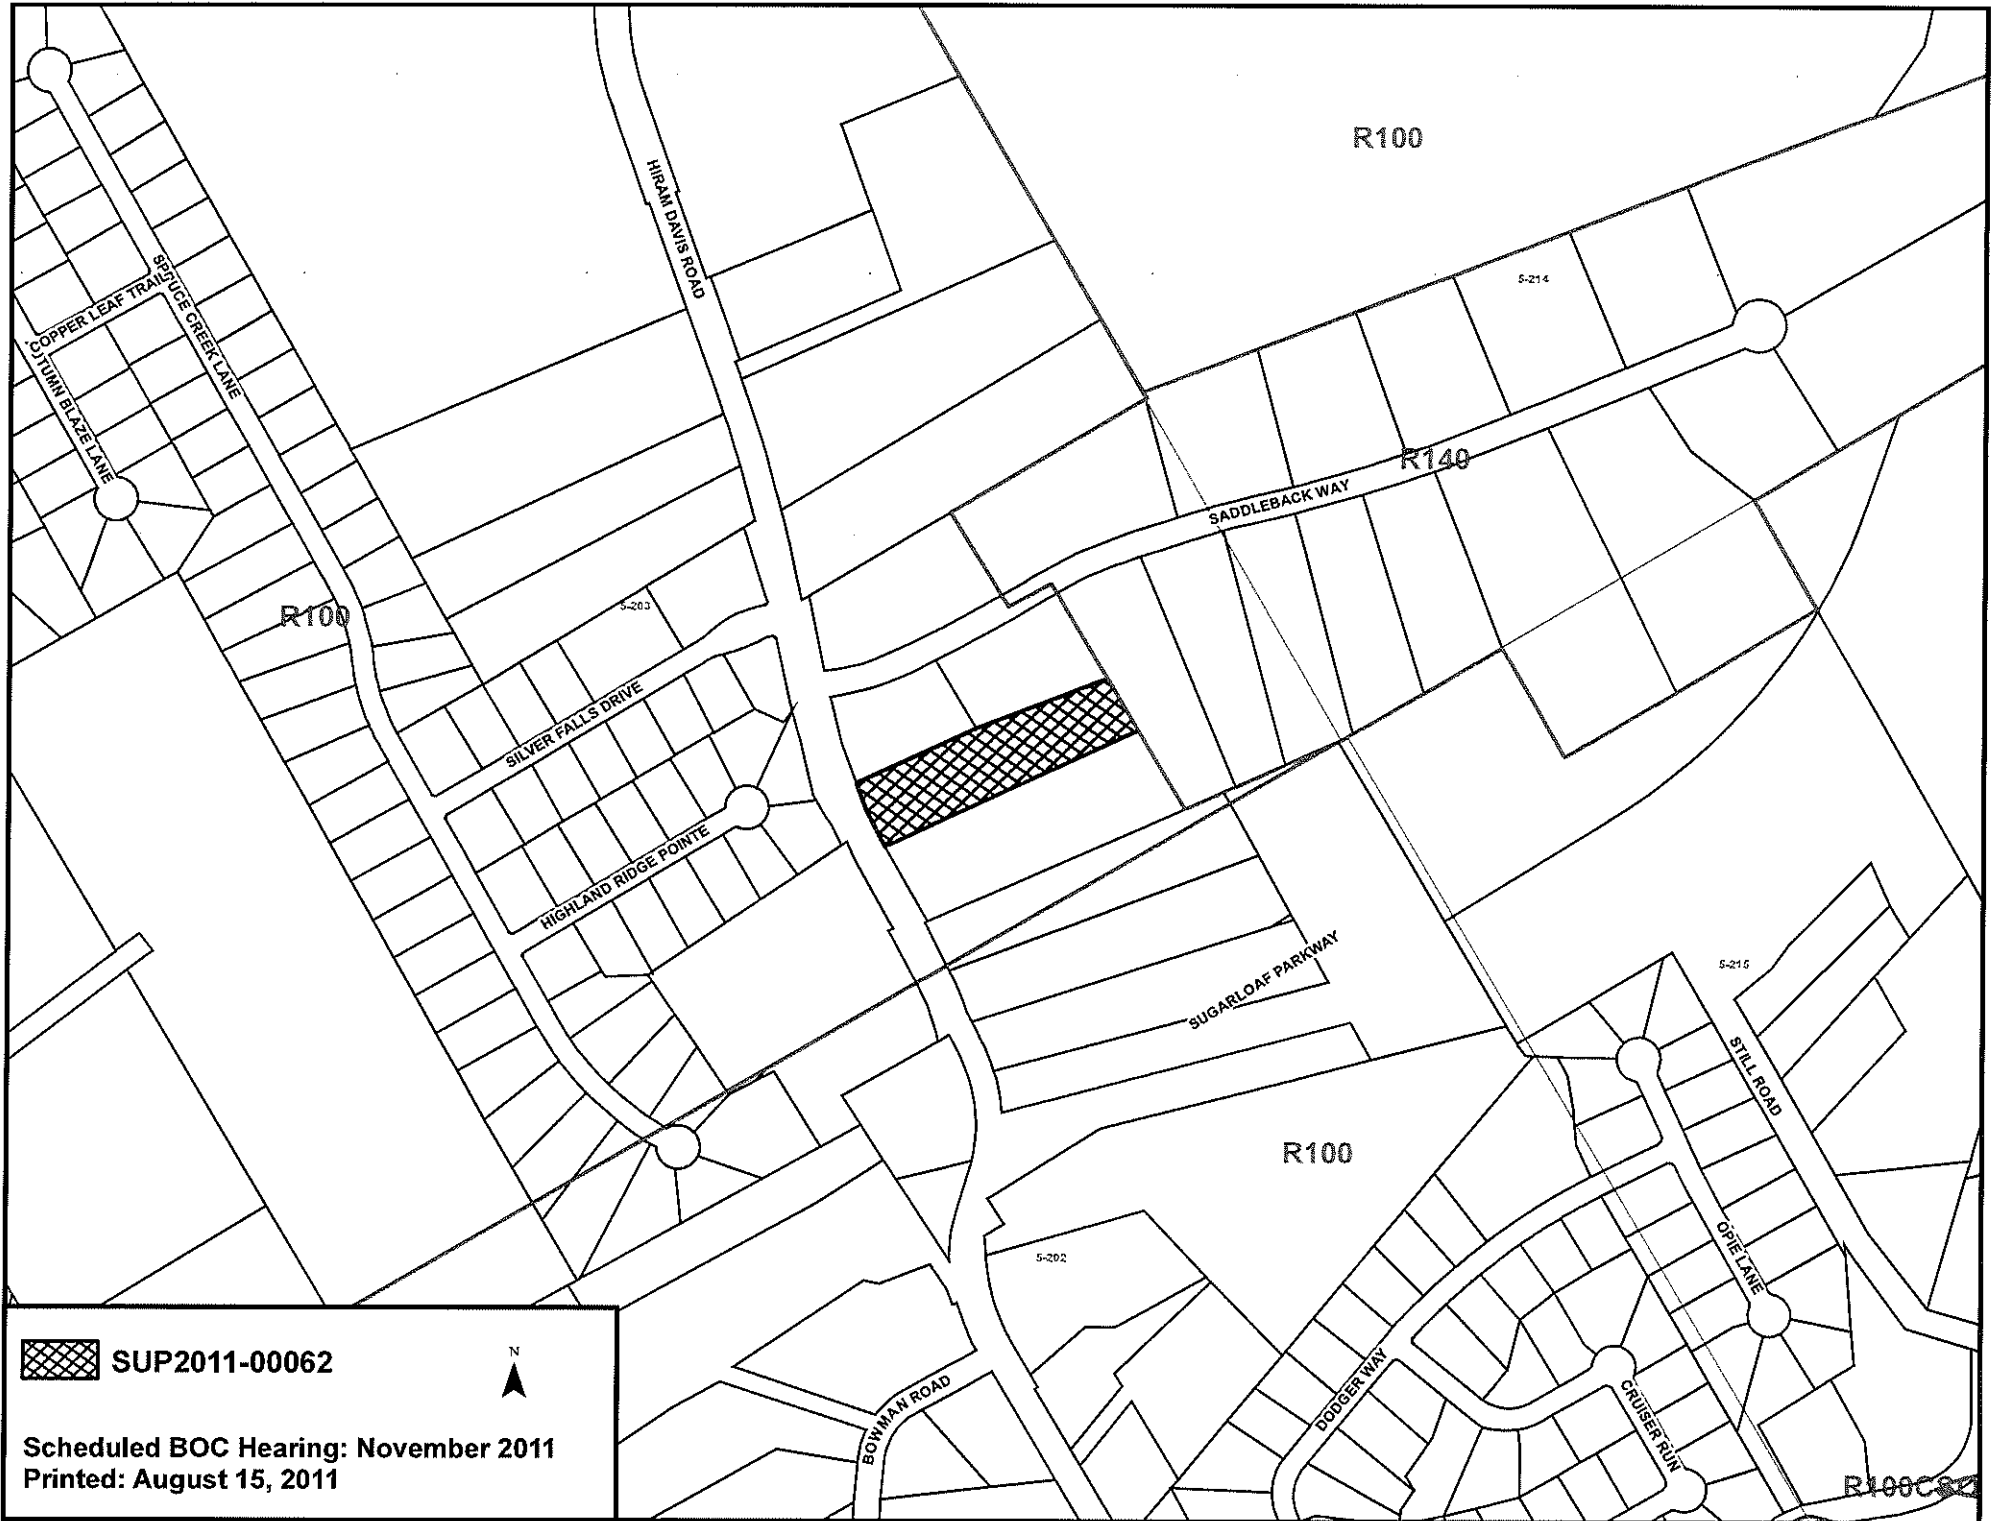 R100
HIRAM DAVIS ROAD
SPRUCE CREEK LANE
COPPER LEAF TRAIL
AUTUMN BLAZE LANE
5-214
R140
SADDLEBACK WAY
R100
5-203
SILVER FALLS DRIVE
HIGHLAND RIDGE POINTE
SUGARLOAF PARKWAY
5-215
STILL ROAD
R100
OPIE LANE
5-202
DODGER WAY
CRUISER RUN
BOWMAN ROAD
SUP2011-00062
N
Scheduled BOC Hearing: November 2011
Printed: August 15, 2011